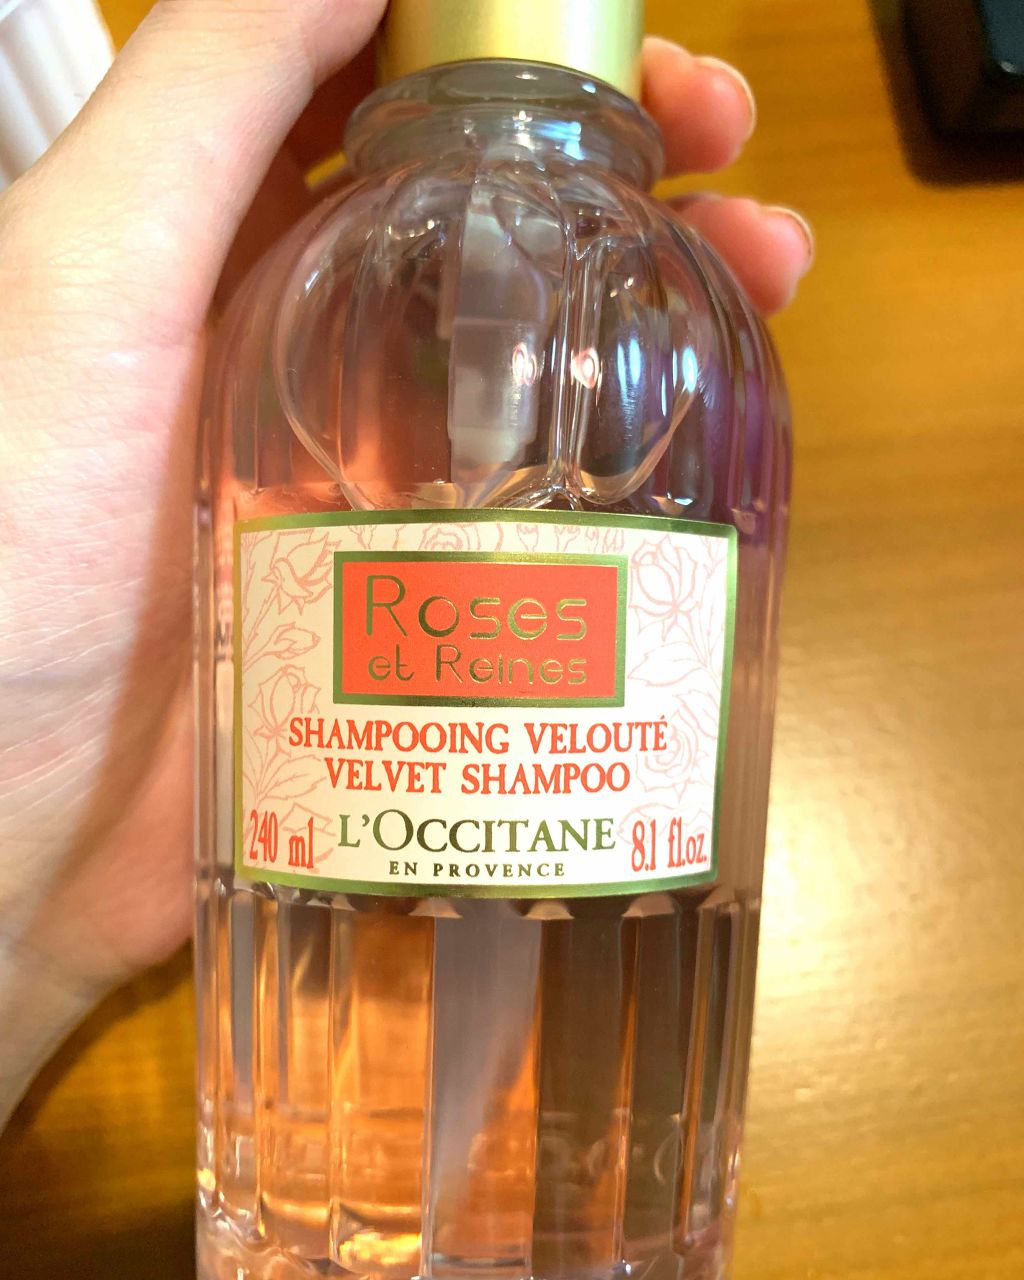 Roses
et Reines
SHAMPOOING VELOUTÉ
VELVET SHAMPOO
240 ml L'OCCITANE 8.1 fl.oz.
EN PROVENCE